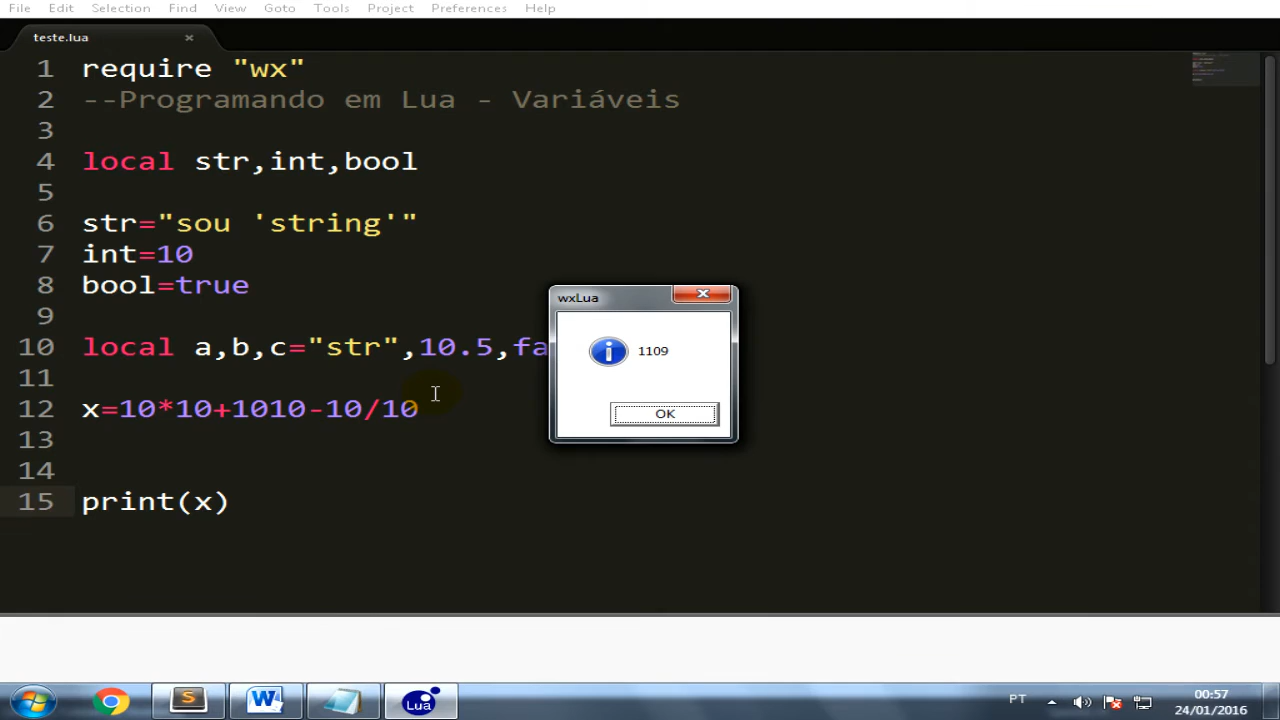 File Edit Selection Find View Goto Tools Project Preferences Help
teste.lua ×
1 require "wx"
2 --Programando em Lua - Variáveis
3
4 local str,int,bool
5
6 str="sou 'string'"
7 int=10
8 bool=true
9
10 local a,b,c="str",10.5,fa
11
12 x=10*10+1010-10/10
13
14
15 print(x)
wxLua
1109
OK
S
W
Lua
PT
00:57
24/01/2016